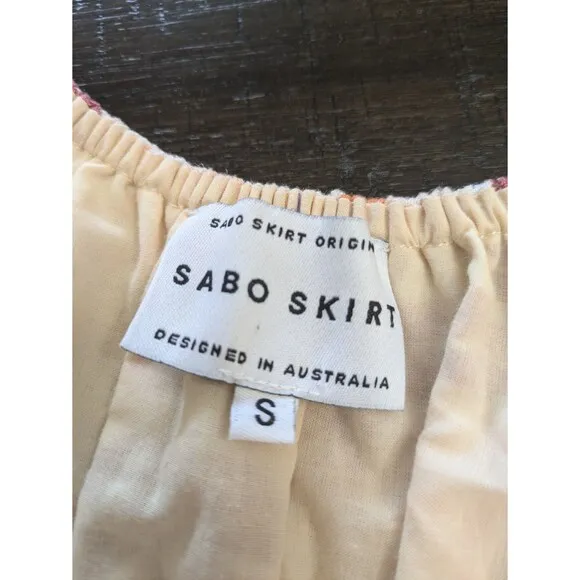 SABO SKIRT ORIGIN
SABO SKIRT
DESIGNED IN AUSTRALIA
S